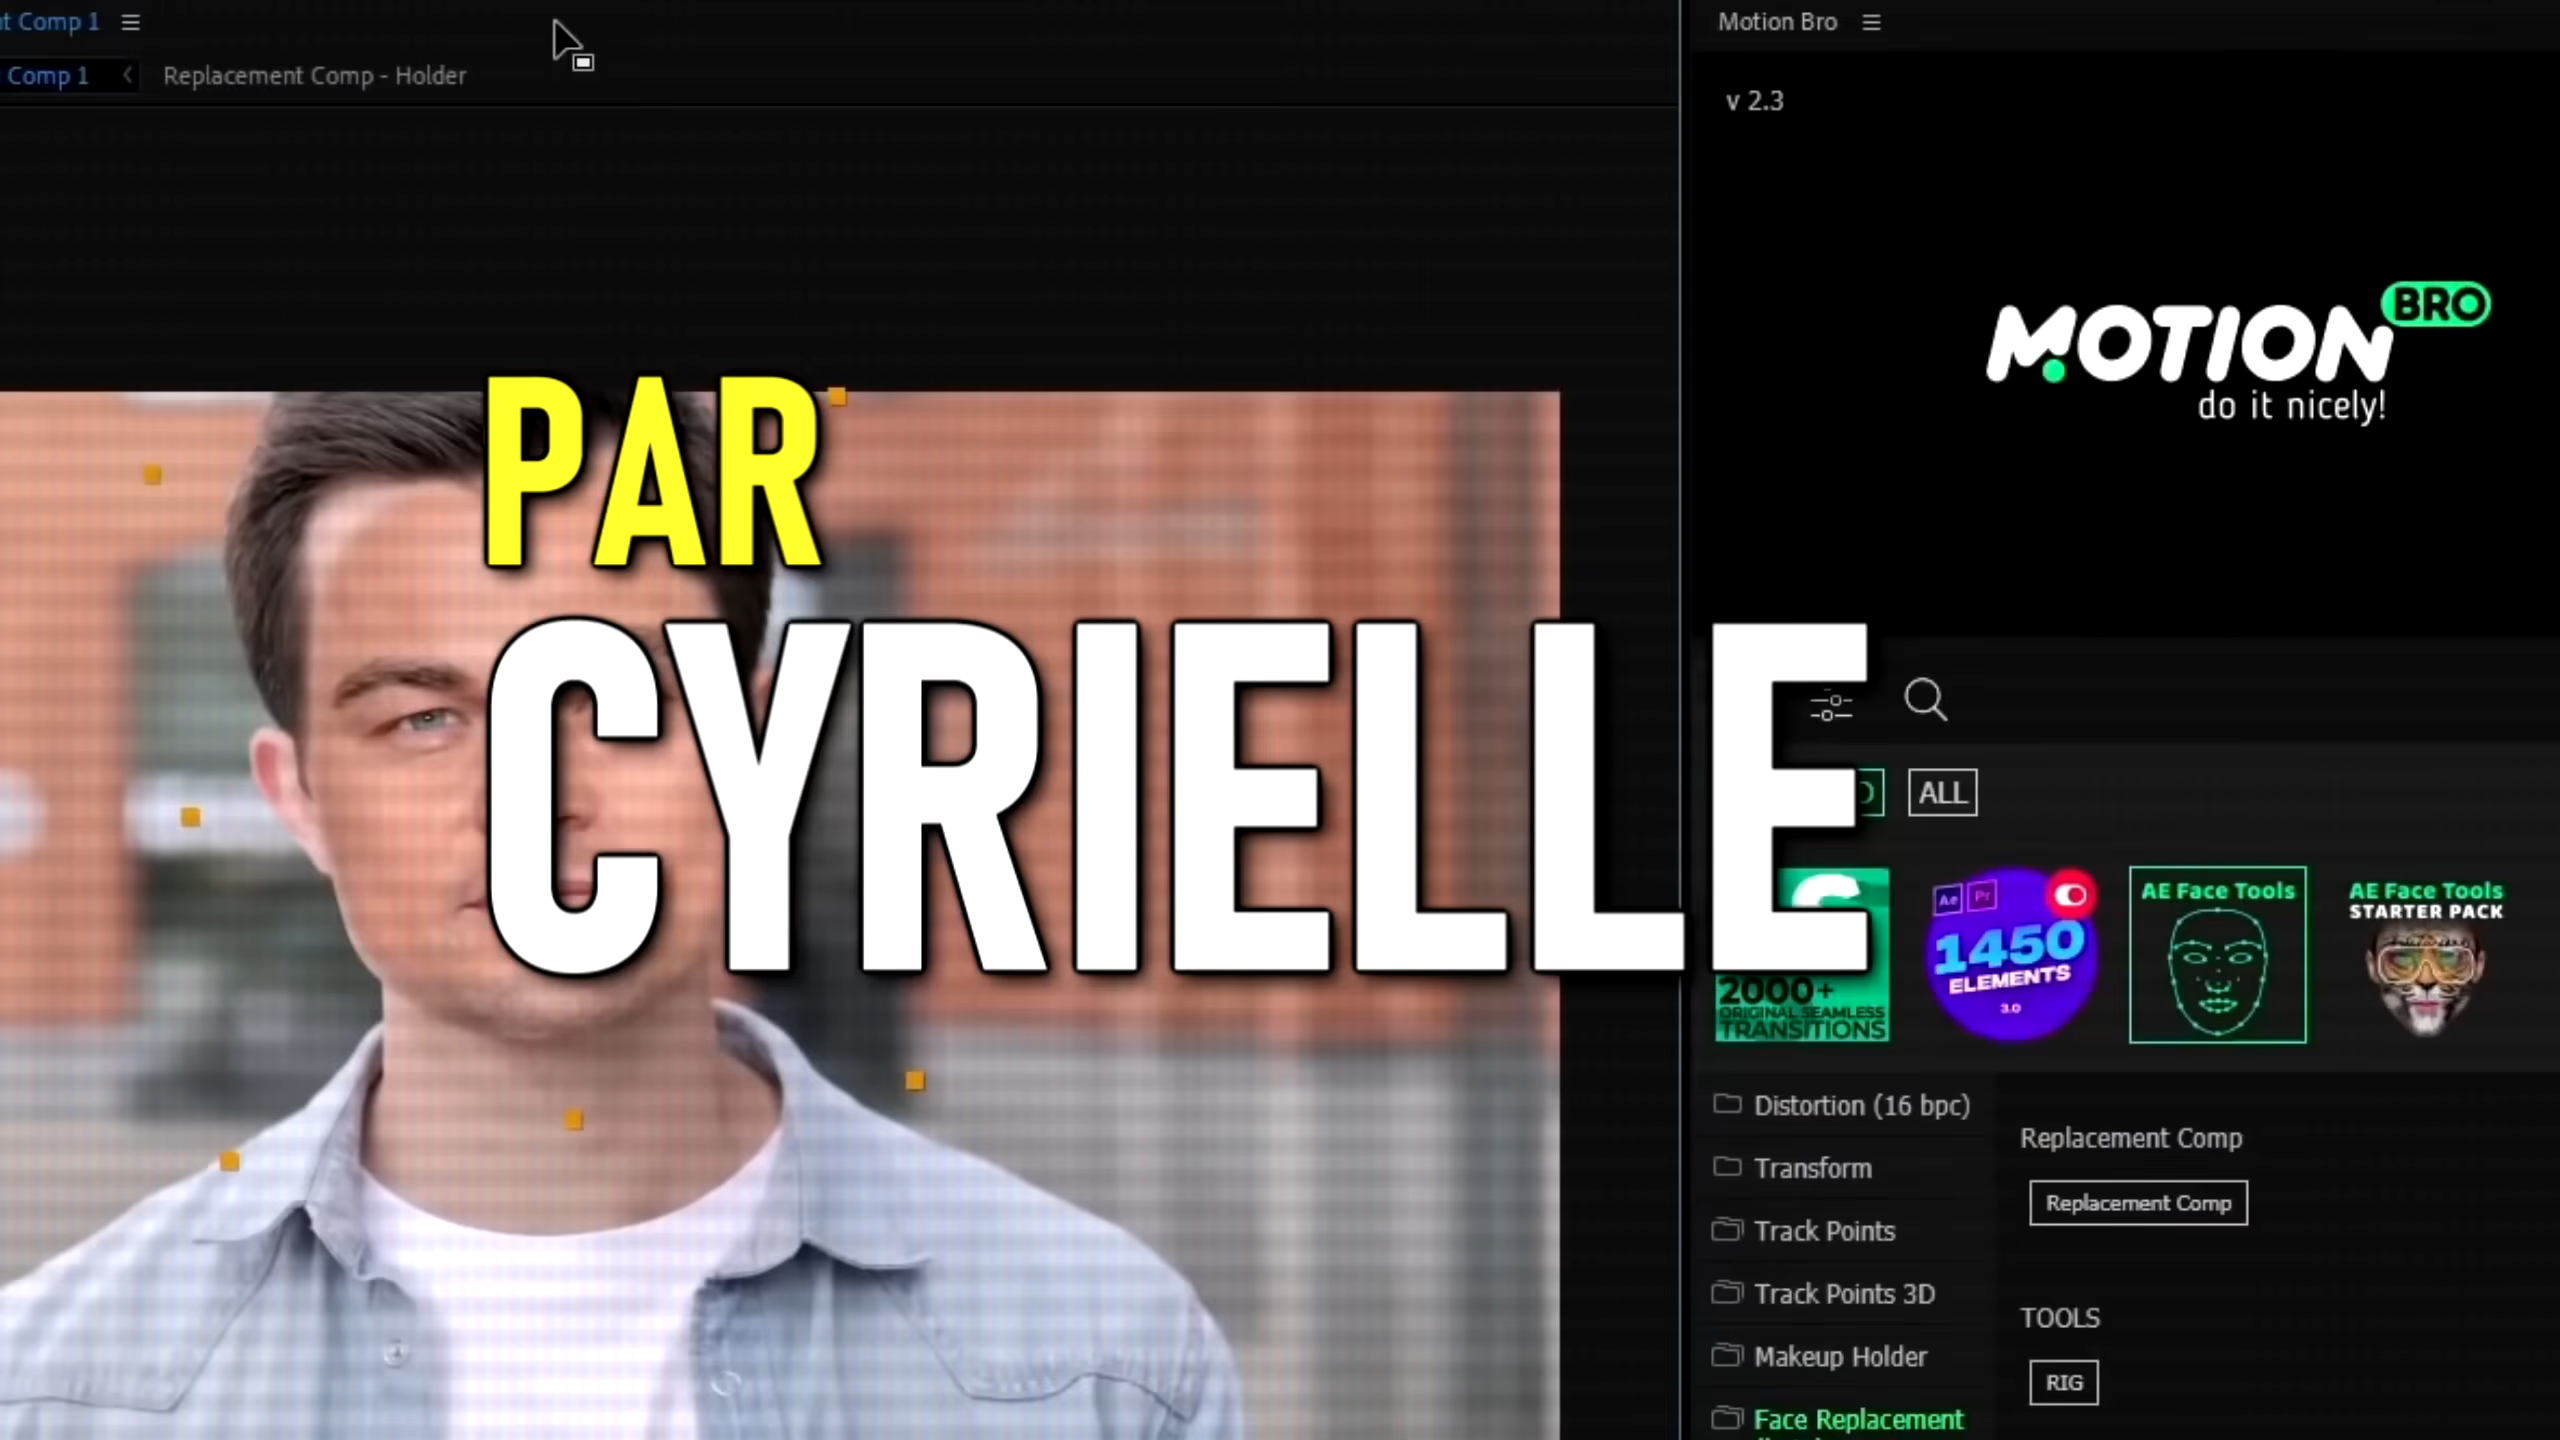 t Comp 1
Comp 1
Replacement Comp - Holder
Motion Bro
v 2.3
MOTION BRO
do it nicely!
PAR
CYRIELLE
ALL
2000+
ORIGINAL SEAMLESS
TRANSITIONS
Ae Pr
1450
ELEMENTS
3.0
AE Face Tools
AE Face Tools
STARTER PACK
Distortion (16 bpc)
Transform
Track Points
Track Points 3D
Makeup Holder
Face Replacement
Replacement Comp
Replacement Comp
TOOLS
RIG